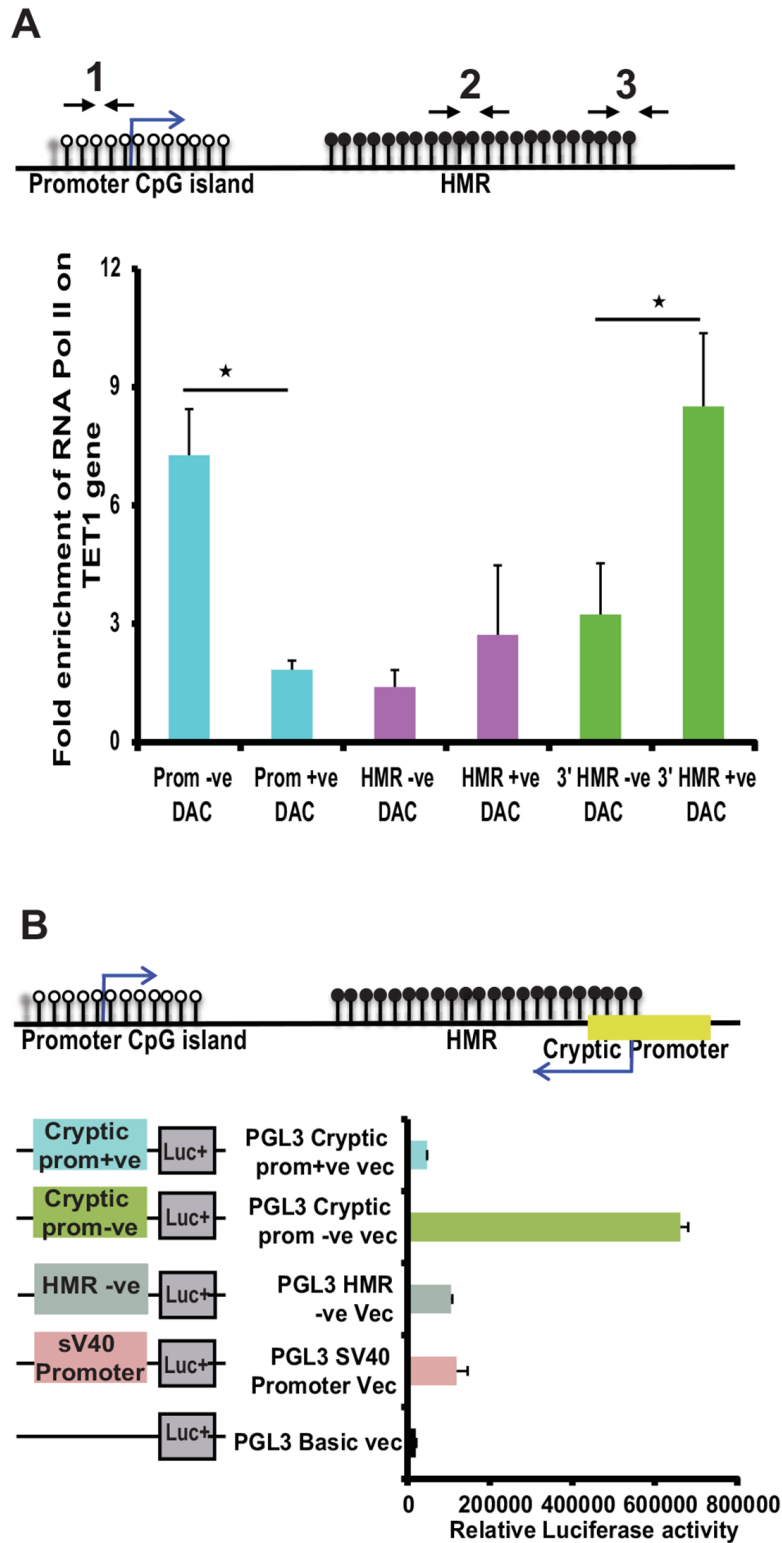 A
1
2
3
Promoter CpG island
HMR
Fold enrichment of RNA Pol II on
TET1 gene
12
9
6
3
0
Prom -ve
DAC
Prom +ve
DAC
HMR -ve
DAC
HMR +ve
DAC
3' HMR -ve
DAC
3' HMR +ve
DAC
B
Promoter CpG island
HMR
Cryptic Promoter
Cryptic
prom+ve
Luc+
PGL3 Cryptic
prom+ve vec
Cryptic
prom-ve
Luc+
PGL3 Cryptic
prom -ve vec
HMR -ve
Luc+
PGL3 HMR
-ve Vec
sV40
Promoter
Luc+
PGL3 SV40
Promoter Vec
Luc+
PGL3 Basic vec
0
200000
400000
600000
800000
Relative Luciferase activity